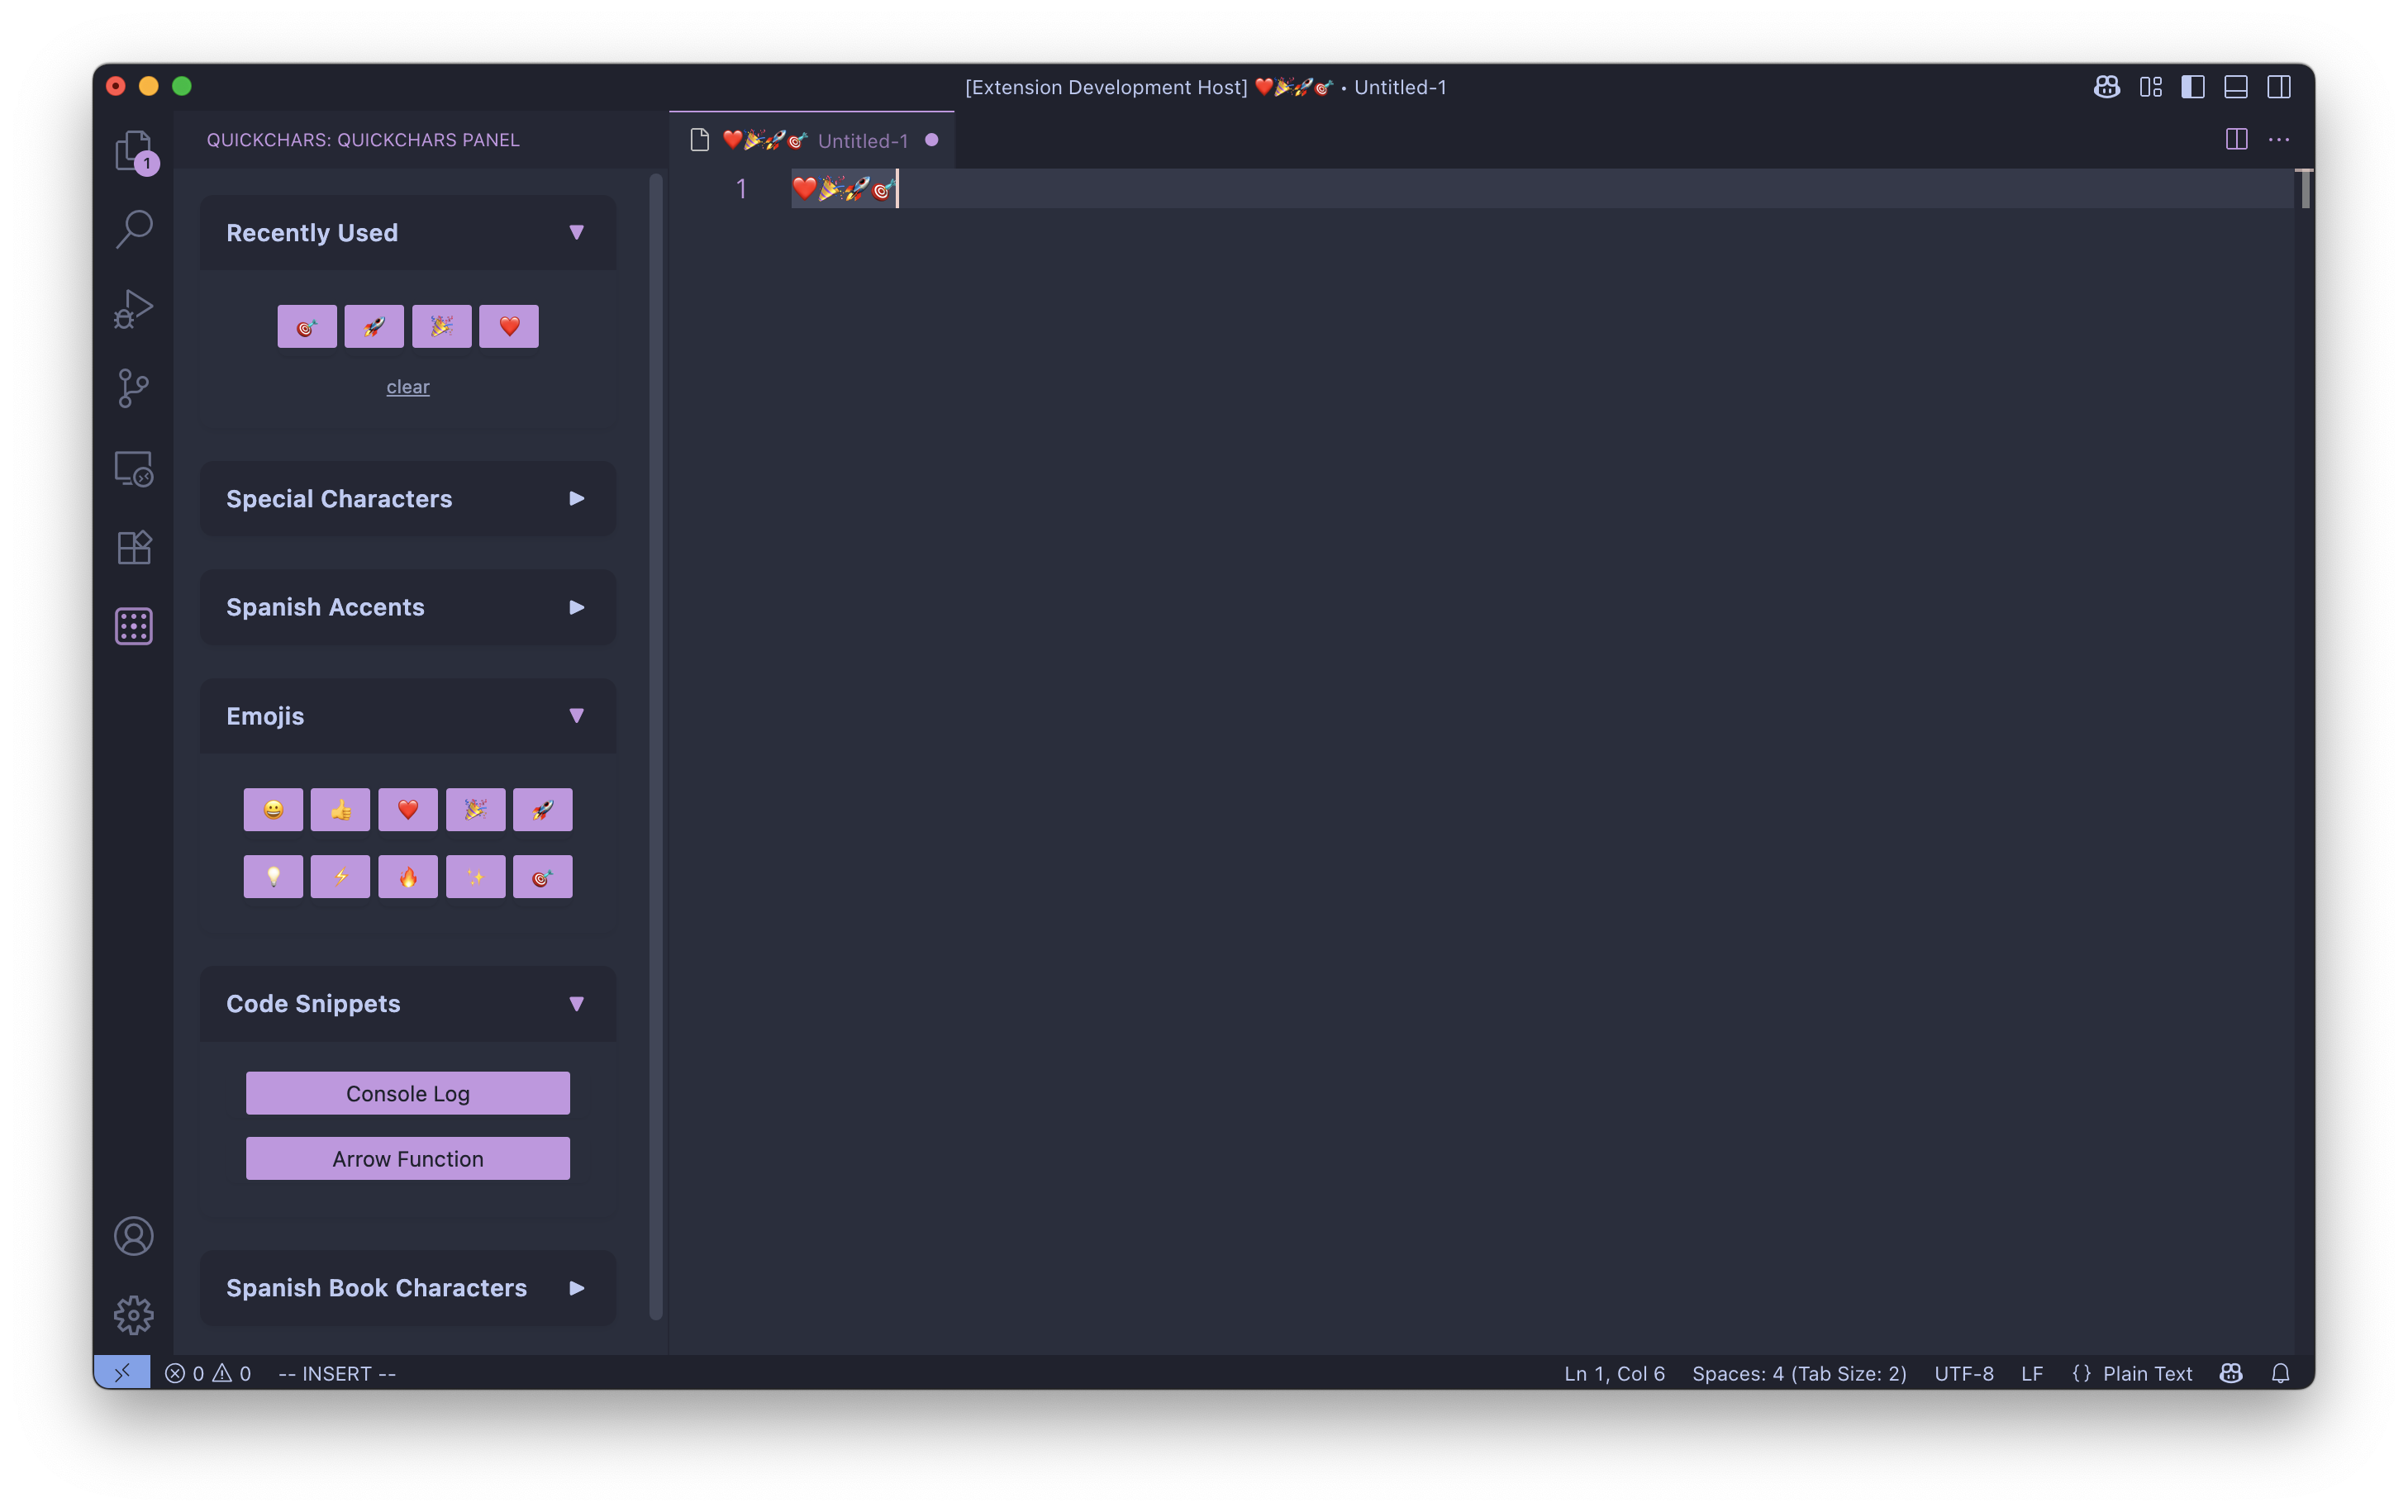 [Extension Development Host] ❤️🎉🚀🎯 • Untitled-1
1
QUICKCHARS: QUICKCHARS PANEL
❤️🎉🚀🎯 Untitled-1
1 ❤️🎉🚀🎯
Recently Used
🎯 🚀 🎉 ❤️
clear
Special Characters
Spanish Accents
Emojis
😀 👍 ❤️ 🎉 🚀
💡 ⚡ 🔥 ✨ 🎯
Code Snippets
Console Log
Arrow Function
Spanish Book Characters
0 0 -- INSERT -- Ln 1, Col 6 Spaces: 4 (Tab Size: 2) UTF-8 LF {} Plain Text